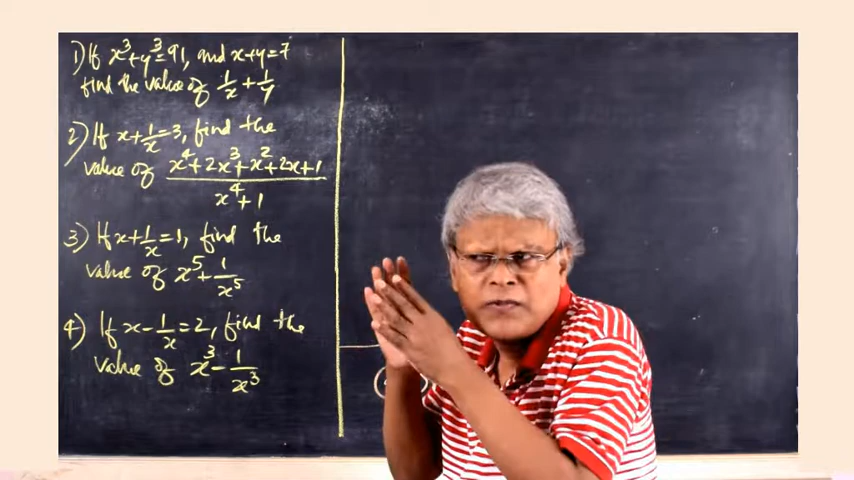 1) If x³+y³=91, and x+y=7
find the value of 1/x + 1/y
2) If x+1/x=3, find the
value of (x⁴+2x³+x²+2x+1)/(x⁴+1)
3) If x+1/x=1, find the
value of x⁵+1/x⁵
4) If x-1/x=2, find the
value of x³-1/x³